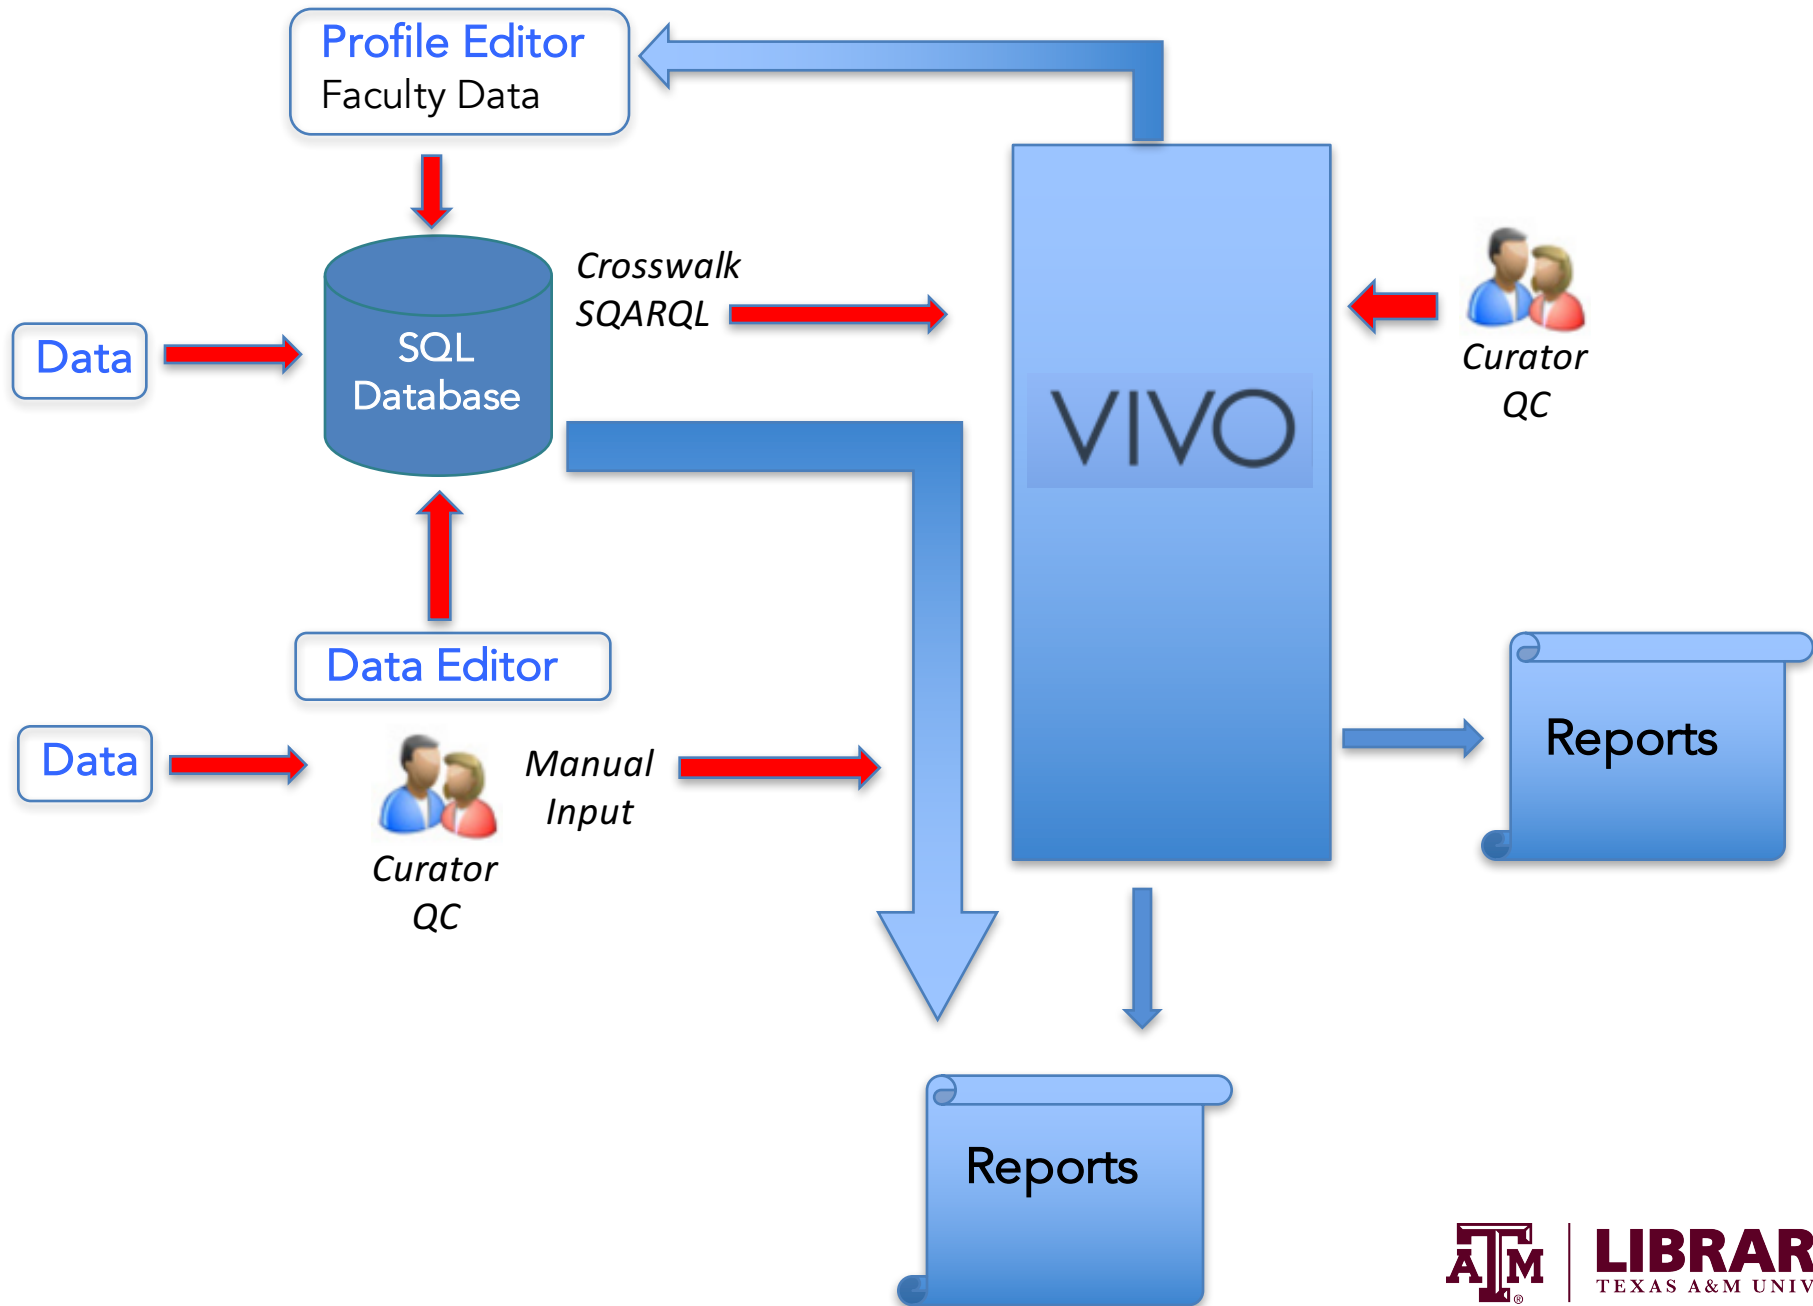 Profile Editor
Faculty Data
Crosswalk
SQARQL
SQL
Database
Data
VIVO
Curator
QC
Data Editor
Data
Manual
Input
Curator
QC
Reports
Reports
ATM ®
LIBRAR
TEXAS A&M UNIV